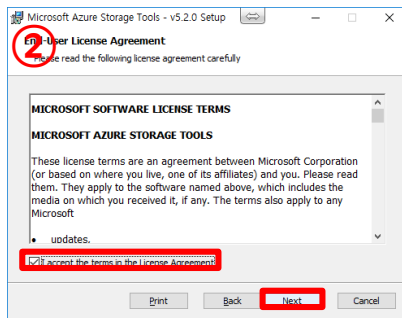 Microsoft Azure Storage Tools - v5.2.0 Setup
②
End-User License Agreement
Please read the following license agreement carefully
MICROSOFT SOFTWARE LICENSE TERMS
MICROSOFT AZURE STORAGE TOOLS
These license terms are an agreement between Microsoft Corporation
(or based on where you live, one of its affiliates) and you. Please read
them. They apply to the software named above, which includes the
media on which you received it, if any. The terms also apply to any
Microsoft
• updates,
I accept the terms in the License Agreement
Print Back Next Cancel